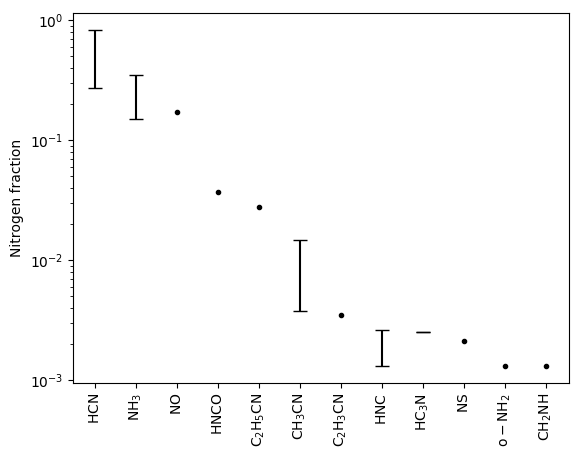 10⁰
10⁻¹
10⁻²
10⁻³
Nitrogen fraction
HCN
NH₃
NO
HNCO
C₂H₅CN
CH₃CN
C₂H₃CN
HNC
HC₃N
NS
o − NH₂
CH₂NH